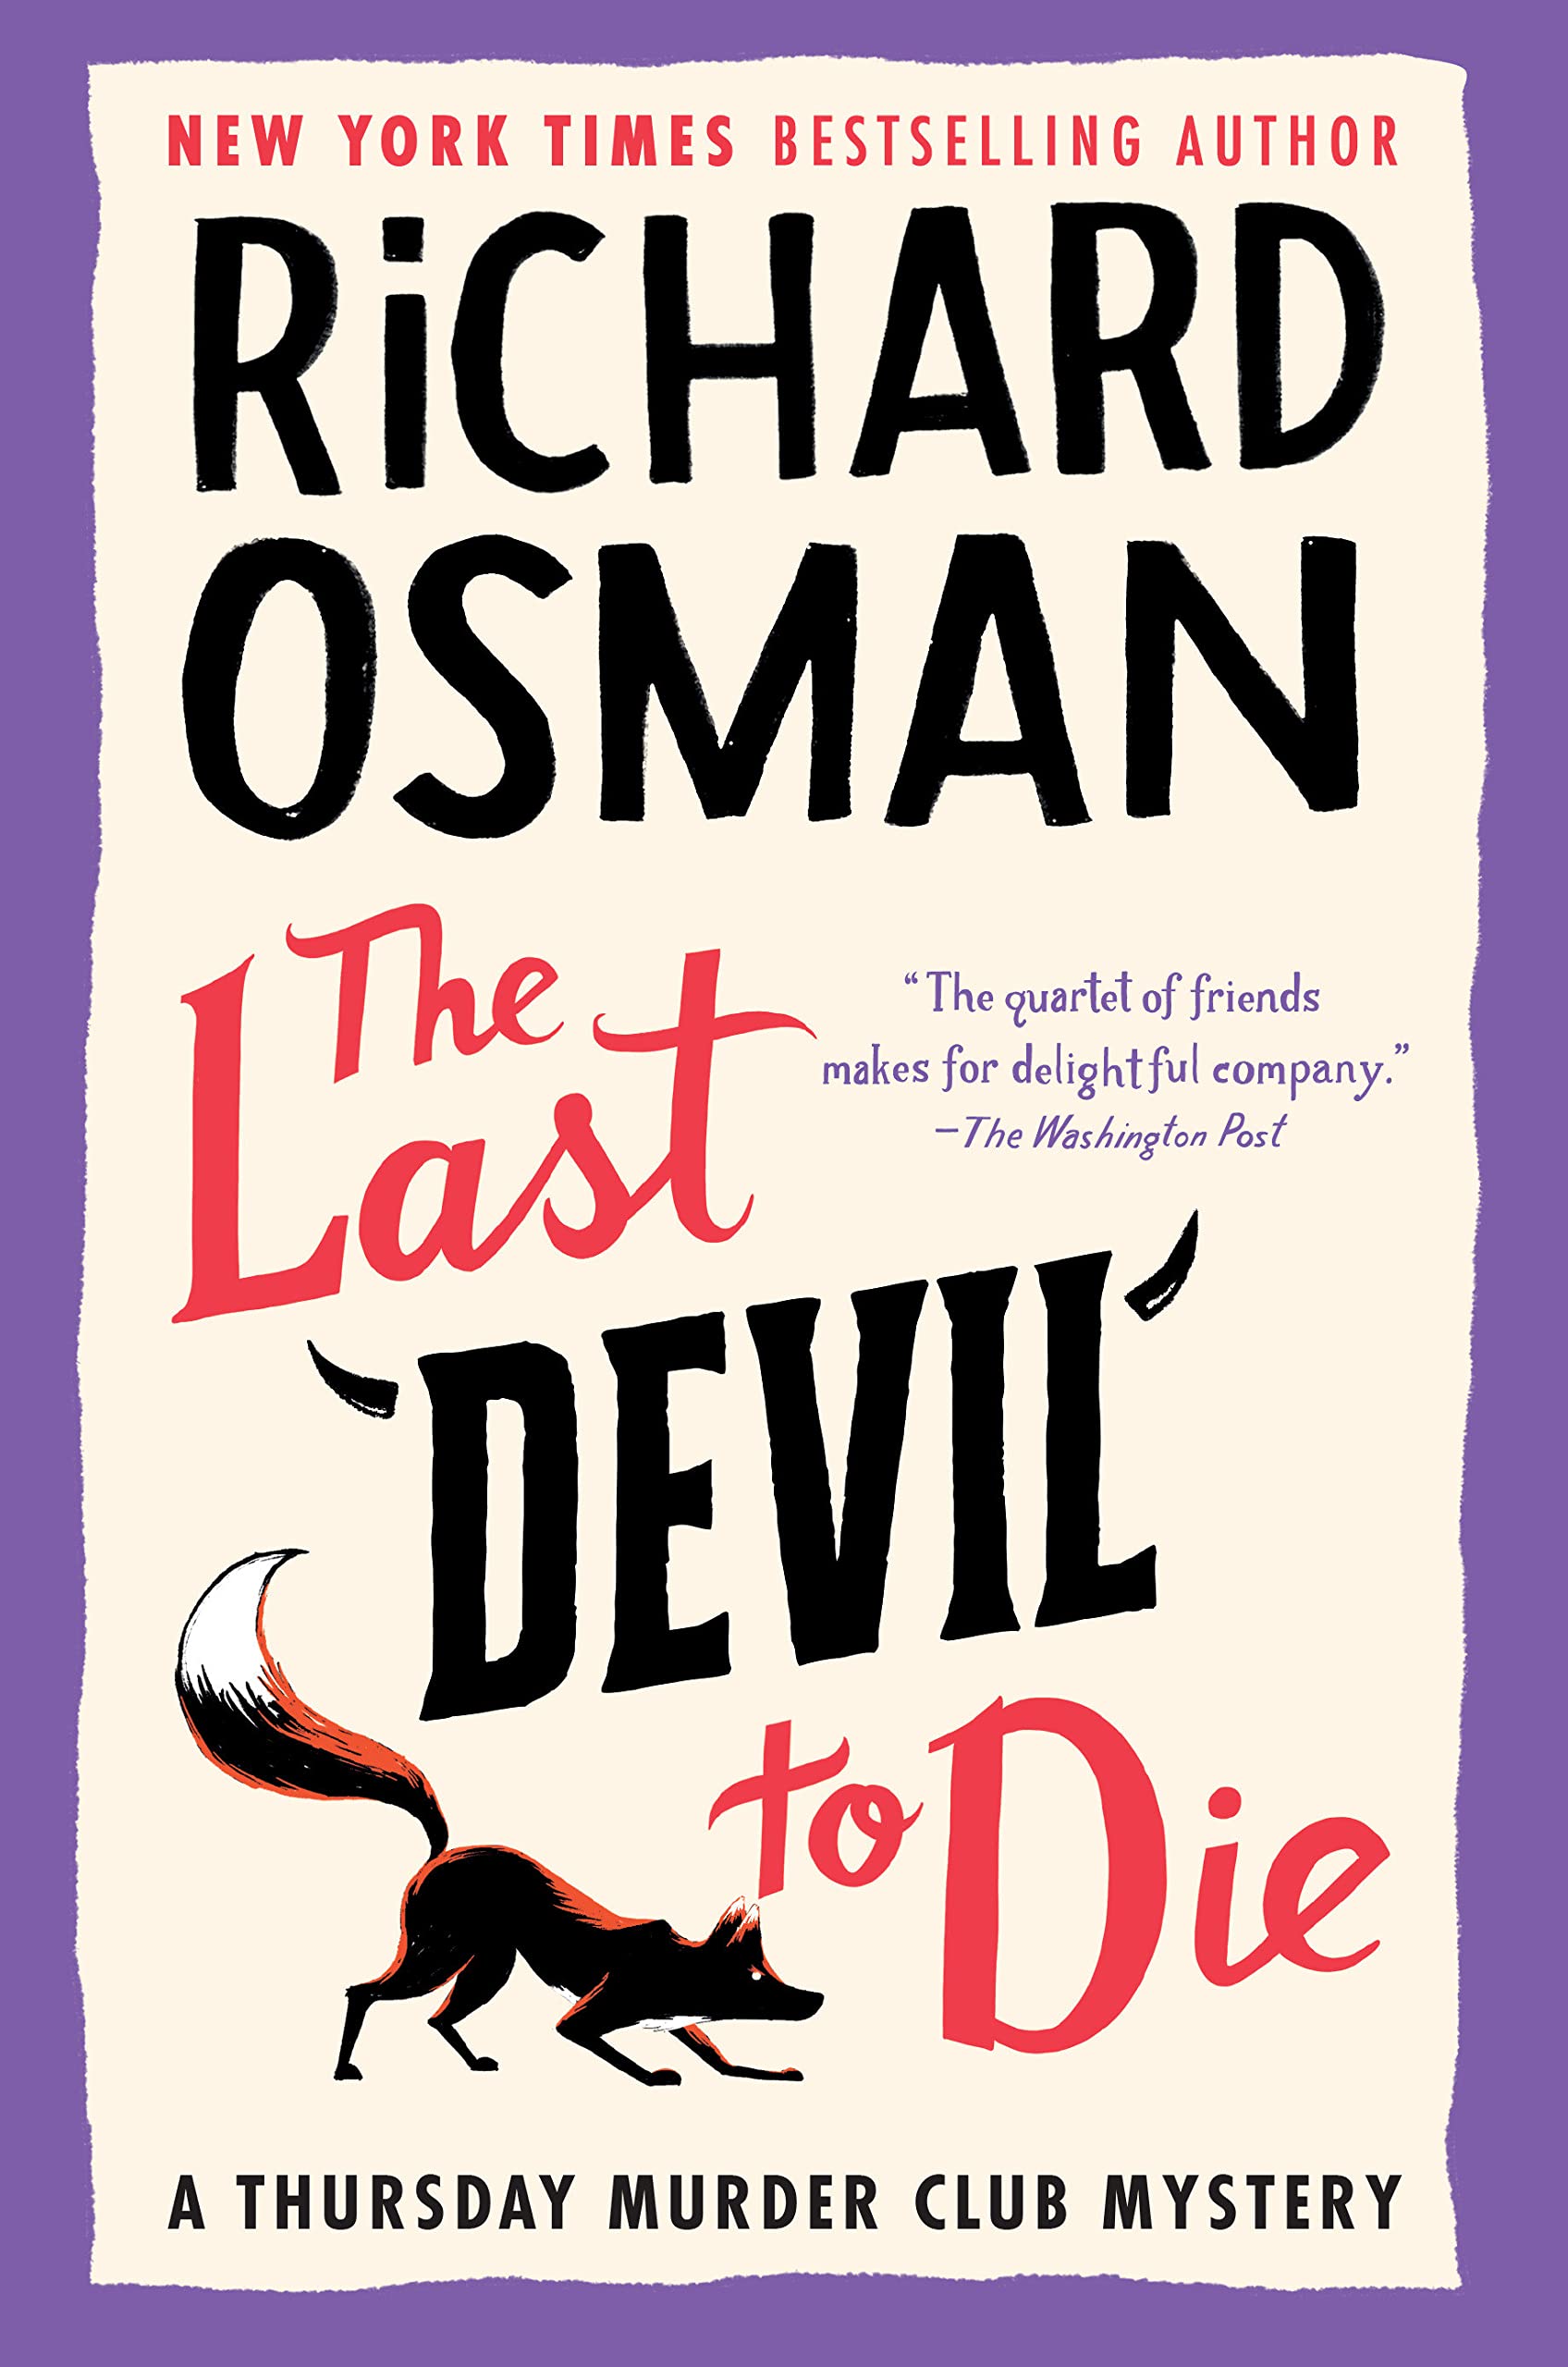 NEW YORK TIMES BESTSELLING AUTHOR
RiCHARD
OSMAN
The
Last
“The quartet of friends
makes for delightful company.”
—The Washington Post
DEVIL
to Die
A THURSDAY MURDER CLUB MYSTERY